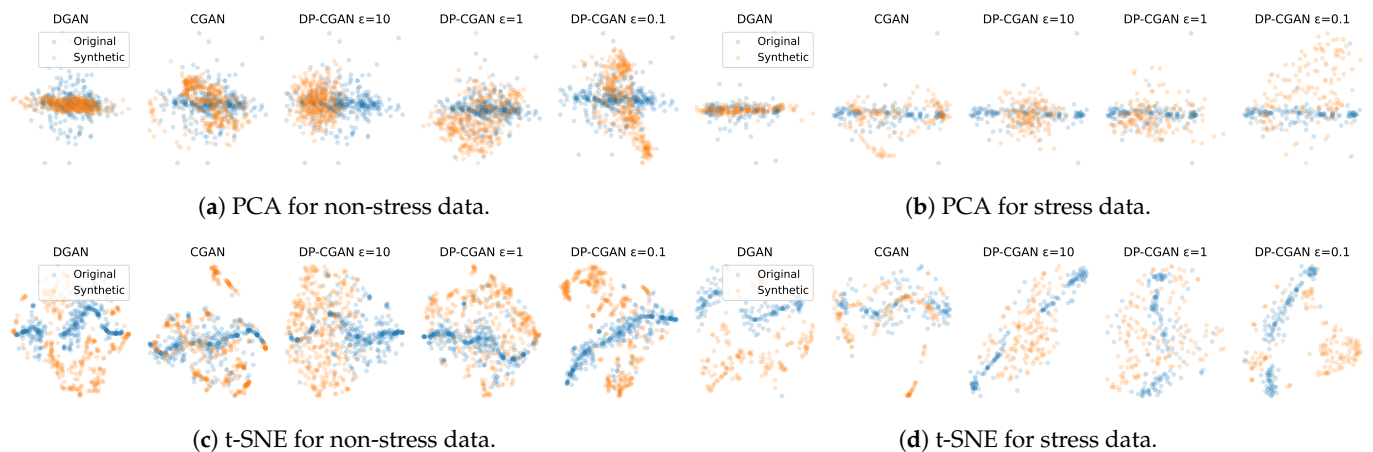 DGAN CGAN DP-CGAN ε=10 DP-CGAN ε=1 DP-CGAN ε=0.1 DGAN CGAN DP-CGAN ε=10 DP-CGAN ε=1 DP-CGAN ε=0.1
Original Original
Synthetic Synthetic
(a) PCA for non-stress data. (b) PCA for stress data.
DGAN CGAN DP-CGAN ε=10 DP-CGAN ε=1 DP-CGAN ε=0.1 DGAN CGAN DP-CGAN ε=10 DP-CGAN ε=1 DP-CGAN ε=0.1
Original Original
Synthetic Synthetic
(c) t-SNE for non-stress data. (d) t-SNE for stress data.